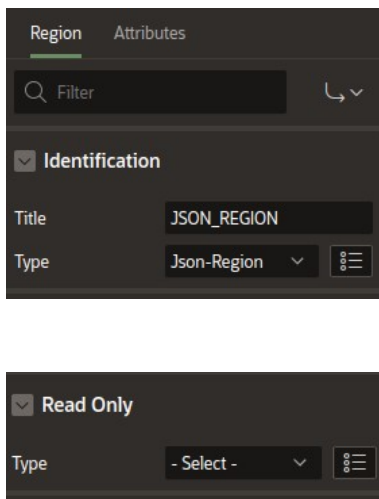 Region Attributes
Filter
Identification
Title JSON_REGION
Type Json-Region
Read Only
Type - Select -